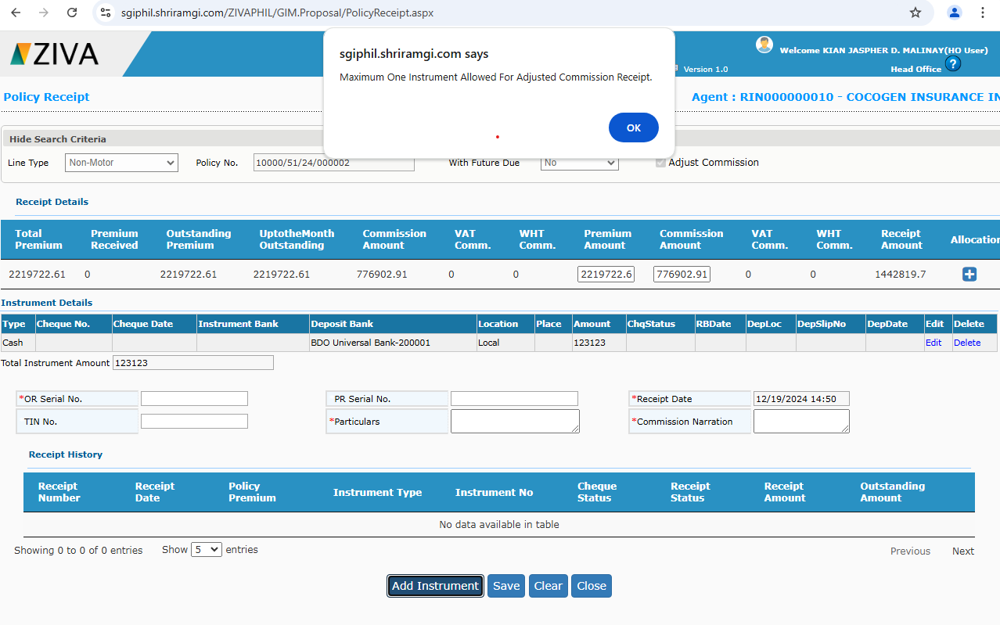 sgiphil.shriramgi.com/ZIVAPHIL/GIM.Proposal/PolicyReceipt.aspx
ZIVA
sgiphil.shriramgi.com says
Maximum One Instrument Allowed For Adjusted Commission Receipt.
OK
Welcome KIAN JASPHER D. MALINAY(HO User)
Version 1.0
Head Office ?
Policy Receipt
Agent : RIN000000010 - COCOGEN INSURANCE IN
Hide Search Criteria
Line Type Non-Motor Policy No. 10000/51/24/000002 With Future Due No Adjust Commission
Receipt Details
Total Premium Premium Received Outstanding Premium UptotheMonth Outstanding Commission Amount VAT Comm. WHT Comm. Premium Amount Commission Amount VAT Comm. WHT Comm. Receipt Amount Allocation
2219722.61 0 2219722.61 2219722.61 776902.91 0 0 2219722.6 776902.91 0 0 1442819.7
Instrument Details
Type Cheque No. Cheque Date Instrument Bank Deposit Bank Location Place Amount ChqStatus RBDate DepLoc DepSlipNo DepDate Edit Delete
Cash BDO Universal Bank-200001 Local 123123 Edit Delete
Total Instrument Amount 123123
*OR Serial No. PR Serial No. *Receipt Date 12/19/2024 14:50
TIN No. *Particulars *Commission Narration
Receipt History
Receipt Number Receipt Date Policy Premium Instrument Type Instrument No Cheque Status Receipt Status Receipt Amount Outstanding Amount
No data available in table
Showing 0 to 0 of 0 entries Show 5 entries Previous Next
Add Instrument Save Clear Close